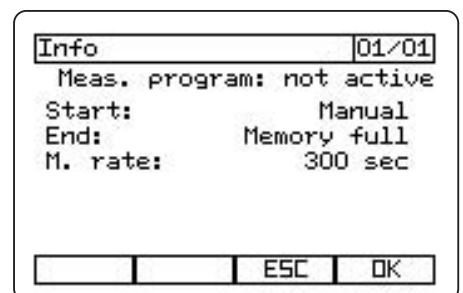 Info 01/01
Meas. program: not active
Start: Manual
End: Memory full
M. rate: 300 sec
ESC OK